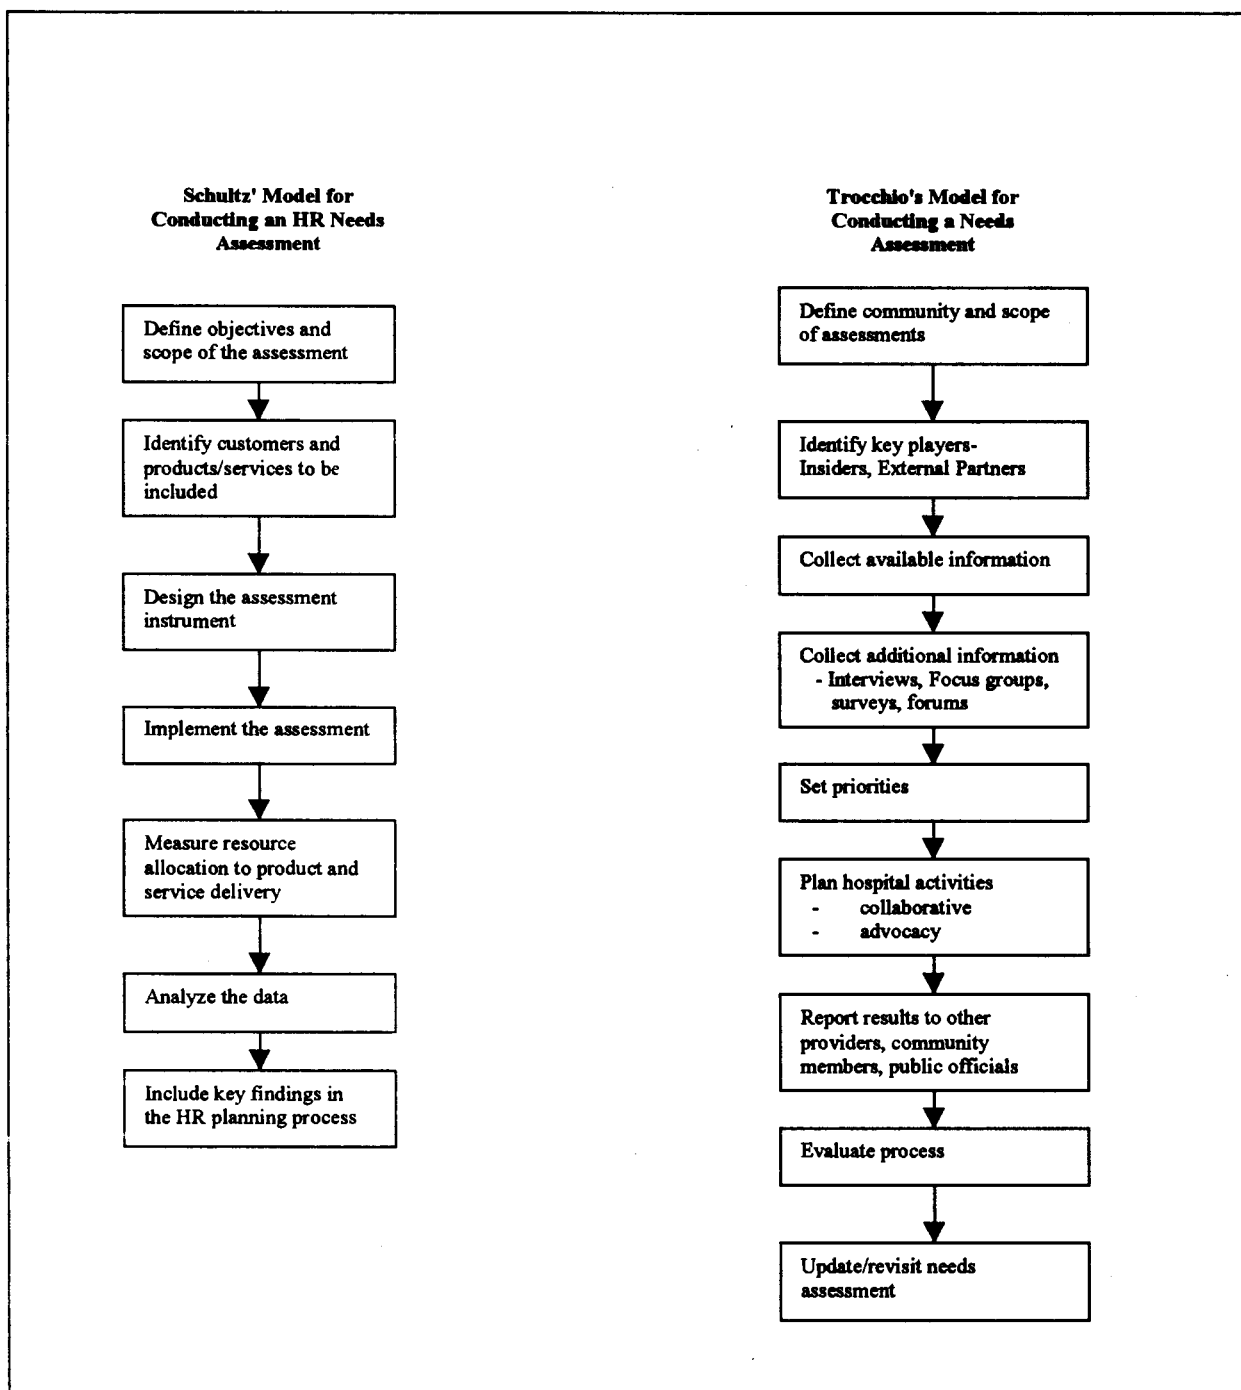 Schultz' Model for
Conducting an HR Needs
Assessment
Define objectives and
scope of the assessment
Identify customers and
products/services to be
included
Design the assessment
instrument
Implement the assessment
Measure resource
allocation to product and
service delivery
Analyze the data
Include key findings in
the HR planning process
Trocchio's Model for
Conducting a Needs
Assessment
Define community and scope
of assessments
Identify key players-
Insiders, External Partners
Collect available information
Collect additional information
- Interviews, Focus groups,
surveys, forums
Set priorities
Plan hospital activities
- collaborative
- advocacy
Report results to other
providers, community
members, public officials
Evaluate process
Update/revisit needs
assessment